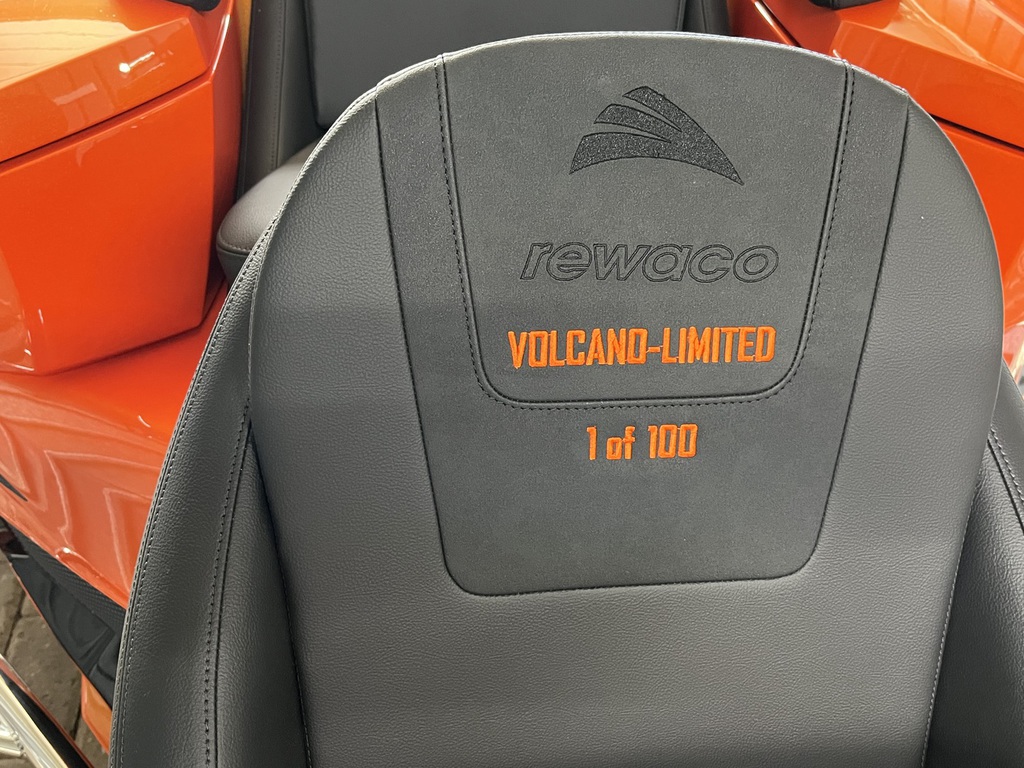 rewaco
VOLCANO-LIMITED
1 of 100